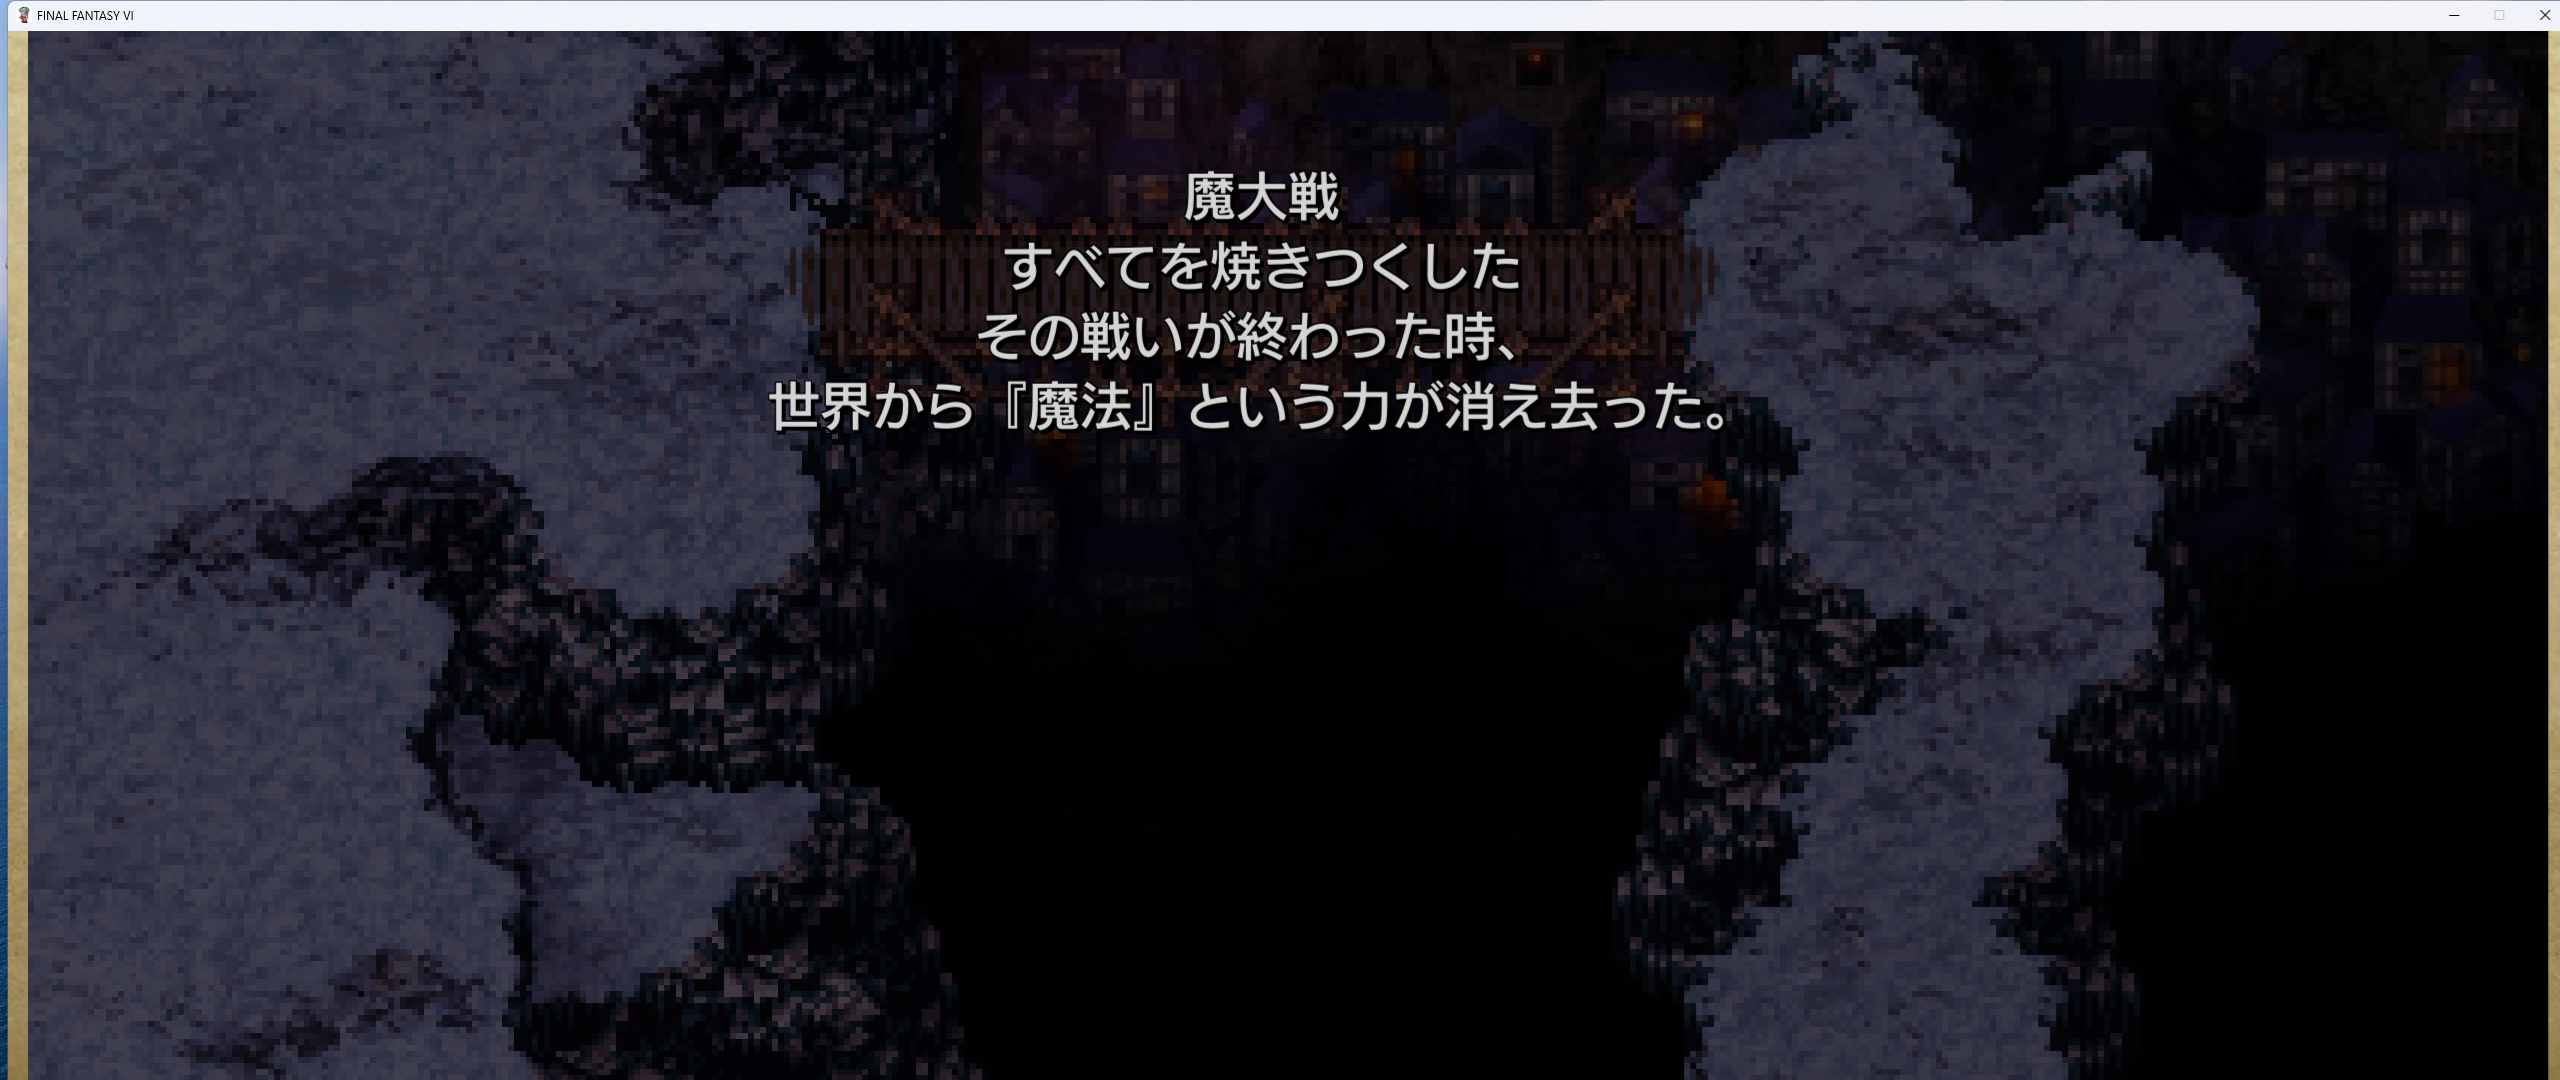 FINAL FANTASY VI
魔大戦
すべてを焼きつくした
その戦いが終わった時、
世界から『魔法』という力が消え去った。